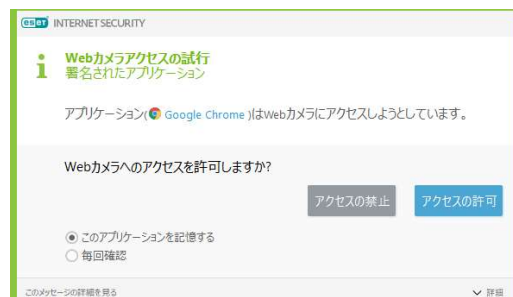 eset INTERNET SECURITY
Webカメラアクセスの試行
署名されたアプリケーション
アプリケーション( Google Chrome )はWebカメラにアクセスしようとしています。
Webカメラへのアクセスを許可しますか?
アクセスの禁止 アクセスの許可
このアプリケーションを記憶する
毎回確認
このメッセージの詳細を見る 詳細